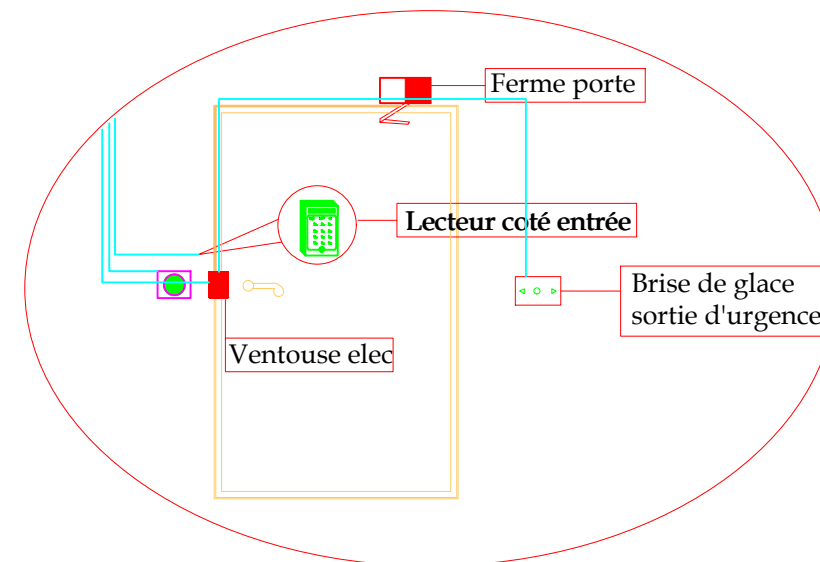 Ferme porte
Lecteur coté entrée
Brise de glace
sortie d'urgence
Ventouse elec